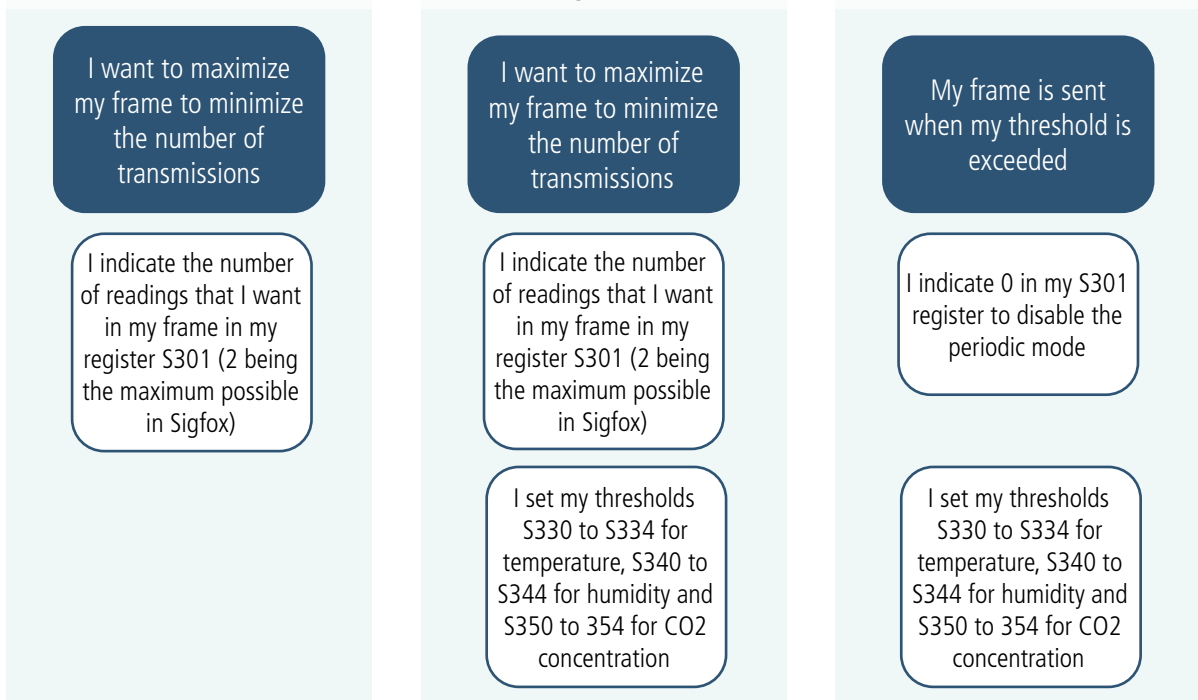 I want to maximize
my frame to minimize
the number of
transmissions
I indicate the number
of readings that I want
in my frame in my
register S301 (2 being
the maximum possible
in Sigfox)
I want to maximize
my frame to minimize
the number of
transmissions
I indicate the number
of readings that I want
in my frame in my
register S301 (2 being
the maximum possible
in Sigfox)
I set my thresholds
S330 to S334 for
temperature, S340 to
S344 for humidity and
S350 to 354 for CO2
concentration
My frame is sent
when my threshold is
exceeded
I indicate 0 in my S301
register to disable the
periodic mode
I set my thresholds
S330 to S334 for
temperature, S340 to
S344 for humidity and
S350 to 354 for CO2
concentration